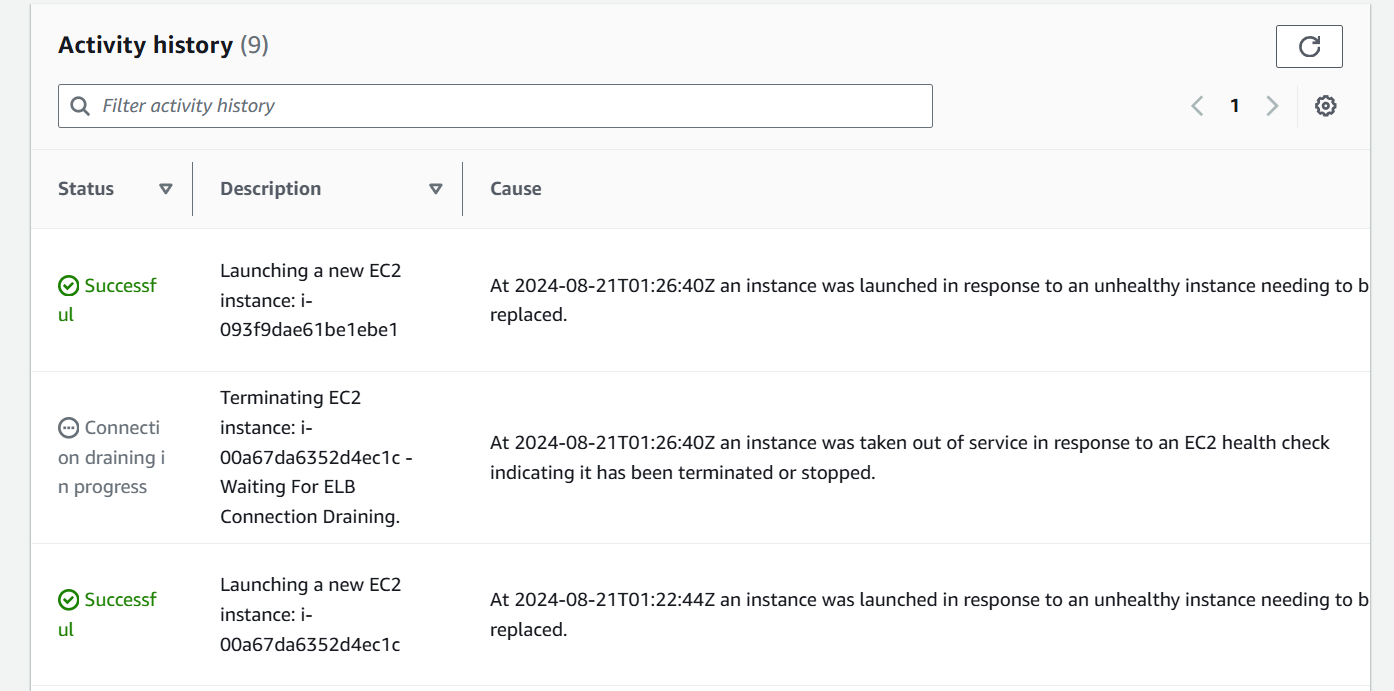 Activity history (9)
Filter activity history
1
Status
Description
Cause
Successf
ul
Launching a new EC2
instance: i-
093f9dae61be1ebe1
At 2024-08-21T01:26:40Z an instance was launched in response to an unhealthy instance needing to b
replaced.
Connecti
on draining i
n progress
Terminating EC2
instance: i-
00a67da6352d4ec1c -
Waiting For ELB
Connection Draining.
At 2024-08-21T01:26:40Z an instance was taken out of service in response to an EC2 health check
indicating it has been terminated or stopped.
Successf
ul
Launching a new EC2
instance: i-
00a67da6352d4ec1c
At 2024-08-21T01:22:44Z an instance was launched in response to an unhealthy instance needing to b
replaced.